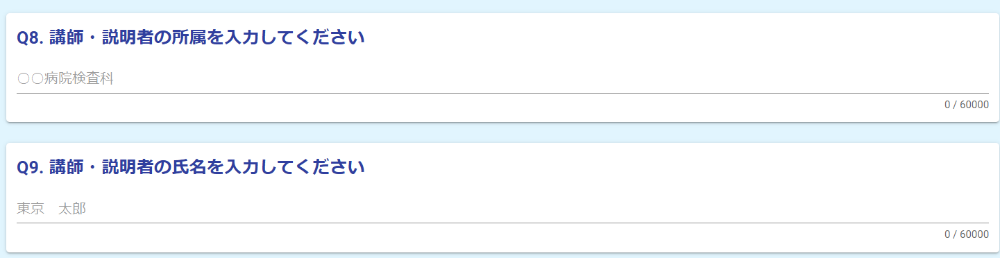 Q8. 講師・説明者の所属を入力してください
○○病院検査科
0 / 60000
Q9. 講師・説明者の氏名を入力してください
東京　太郎
0 / 60000